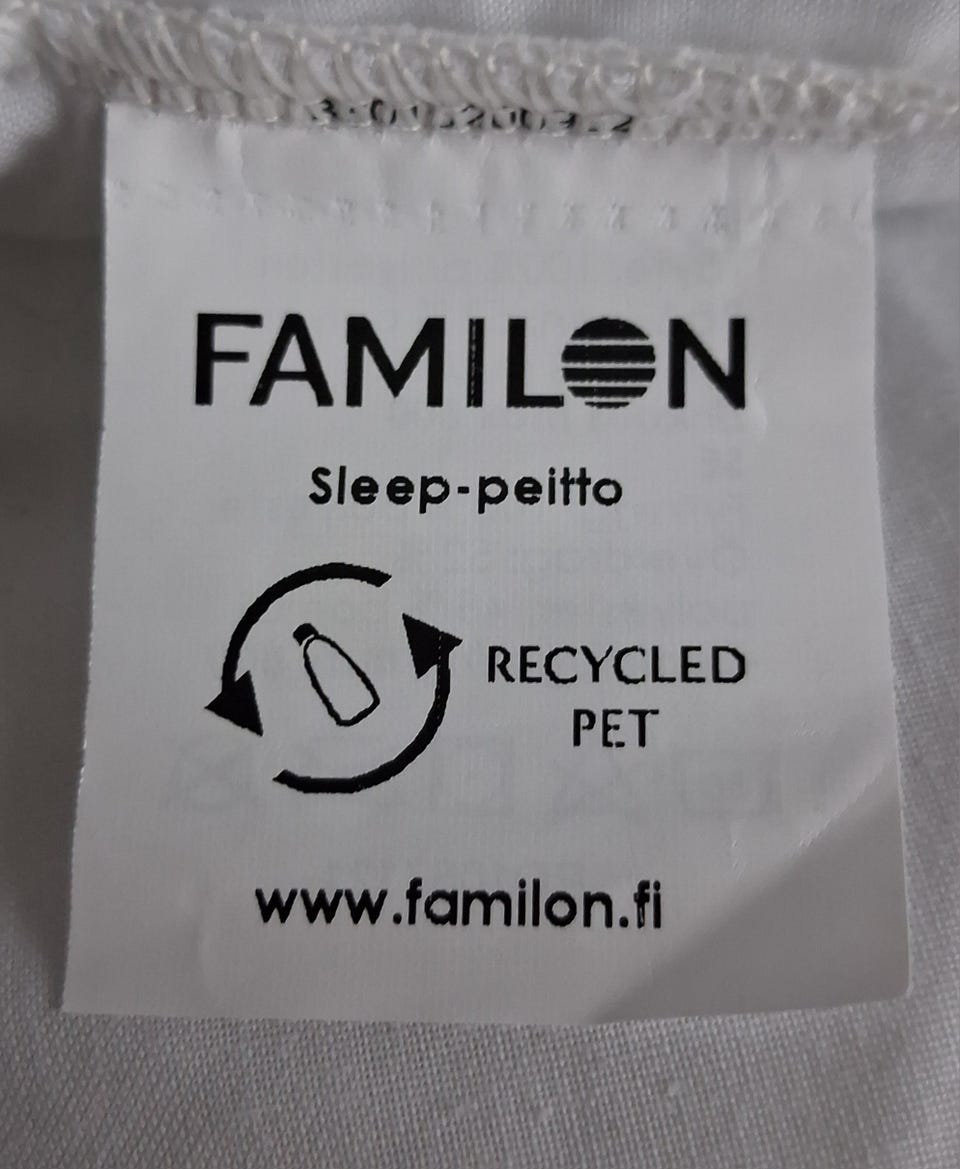 FAMILON
Sleep-peitto
RECYCLED
PET
www.familon.fi